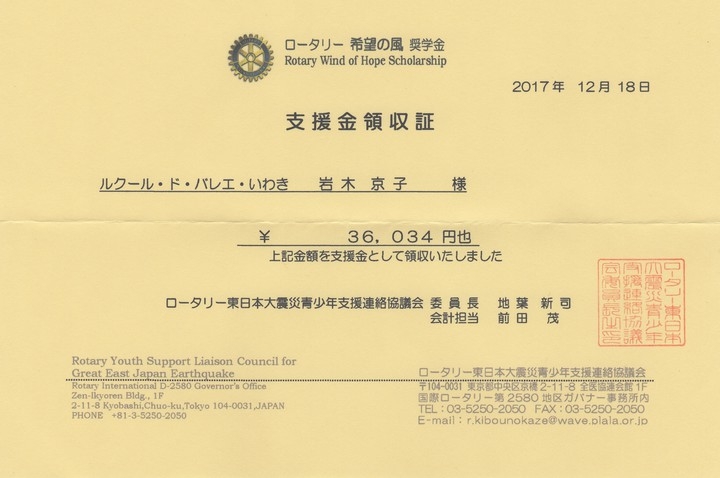 ロータリー 希望の風 奨学金
Rotary Wind of Hope Scholarship
2017年 12月 18日
支援金領収証
ルクール・ド・バレエ・いわき 岩木 京子 様
¥ 36,034 円也
上記金額を支援金として領収いたしました
ロータリー東日本大震災青少年支援連絡協議会 委員長 地葉 新司
会計担当 前田 茂
Rotary Youth Support Liaison Council for
Great East Japan Earthquake
Rotary International D-2580 Governor's Office
Zen-Ikyoren Bldg., 1F
2-11-8 Kyobashi,Chuo-ku,Tokyo 104-0031,JAPAN
PHONE +81-3-5250-2050
ロータリー東日本大震災青少年支援連絡協議会
〒104-0031 東京都中央区京橋2-11-8 全医協連会館1F
国際ロータリー第2580地区ガバナー事務所内
TEL:03-5250-2050 FAX:03-5250-2050
E-mail:r.kibounokaze@wave.plala.or.jp